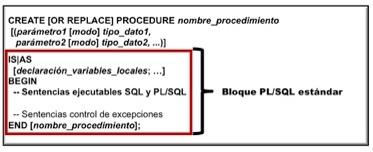 CREATE [OR REPLACE] PROCEDURE nombre_procedimiento
[(parámetro1 [modo] tipo_dato1,
parámetro2 [modo] tipo_dato2, ...)]
IS|AS
[declaración_variables_locales; ...]
BEGIN
-- Sentencias ejecutables SQL y PL/SQL
Bloque PL/SQL estándar
-- Sentencias control de excepciones
END [nombre_procedimiento];